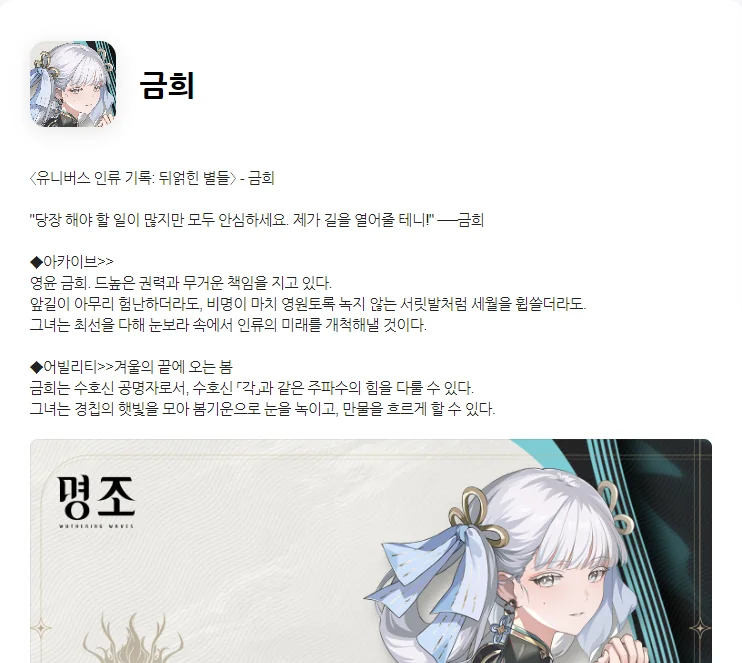 금희
〈유니버스 인류 기록: 뒤얽힌 별들〉 - 금희
"당장 해야 할 일이 많지만 모두 안심하세요. 제가 길을 열어줄 테니!" ──금희
◆아카이브>>
영윤 금희. 드높은 권력과 무거운 책임을 지고 있다.
앞길이 아무리 험난하더라도, 비명이 마치 영원토록 녹지 않는 서릿발처럼 세월을 휩쓸더라도.
그녀는 최선을 다해 눈보라 속에서 인류의 미래를 개척해낼 것이다.
◆어빌리티>>겨울의 끝에 오는 봄
금희는 수호신 공명자로서, 수호신 「각」과 같은 주파수의 힘을 다룰 수 있다.
그녀는 경칩의 햇빛을 모아 봄기운으로 눈을 녹이고, 만물을 흐르게 할 수 있다.
명조
WUTHERING WAVES